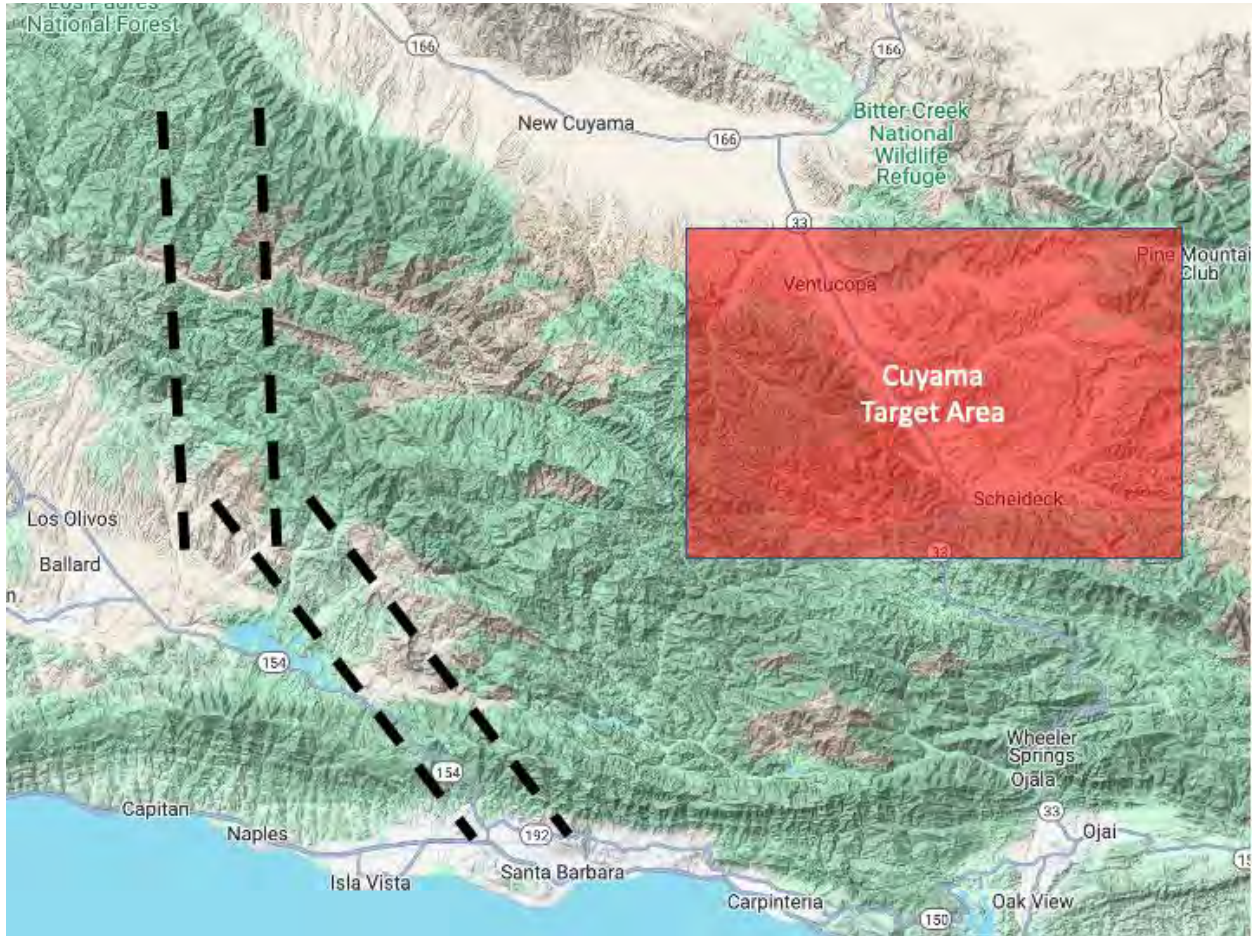 Los Padres
National Forest
166
166
New Cuyama
166
Bitter Creek
National
Wildlife
Refuge
33
Pine Mountai
Club
Ventucopa
Cuyama
Target Area
Scheideck
Los Olivos
Ballard
33
n
154
Wheeler
Springs
Ojala
154
Capitan
33
Naples
192
Ojai
Santa Barbara
15
Isla Vista
Carpinteria
Oak View
150